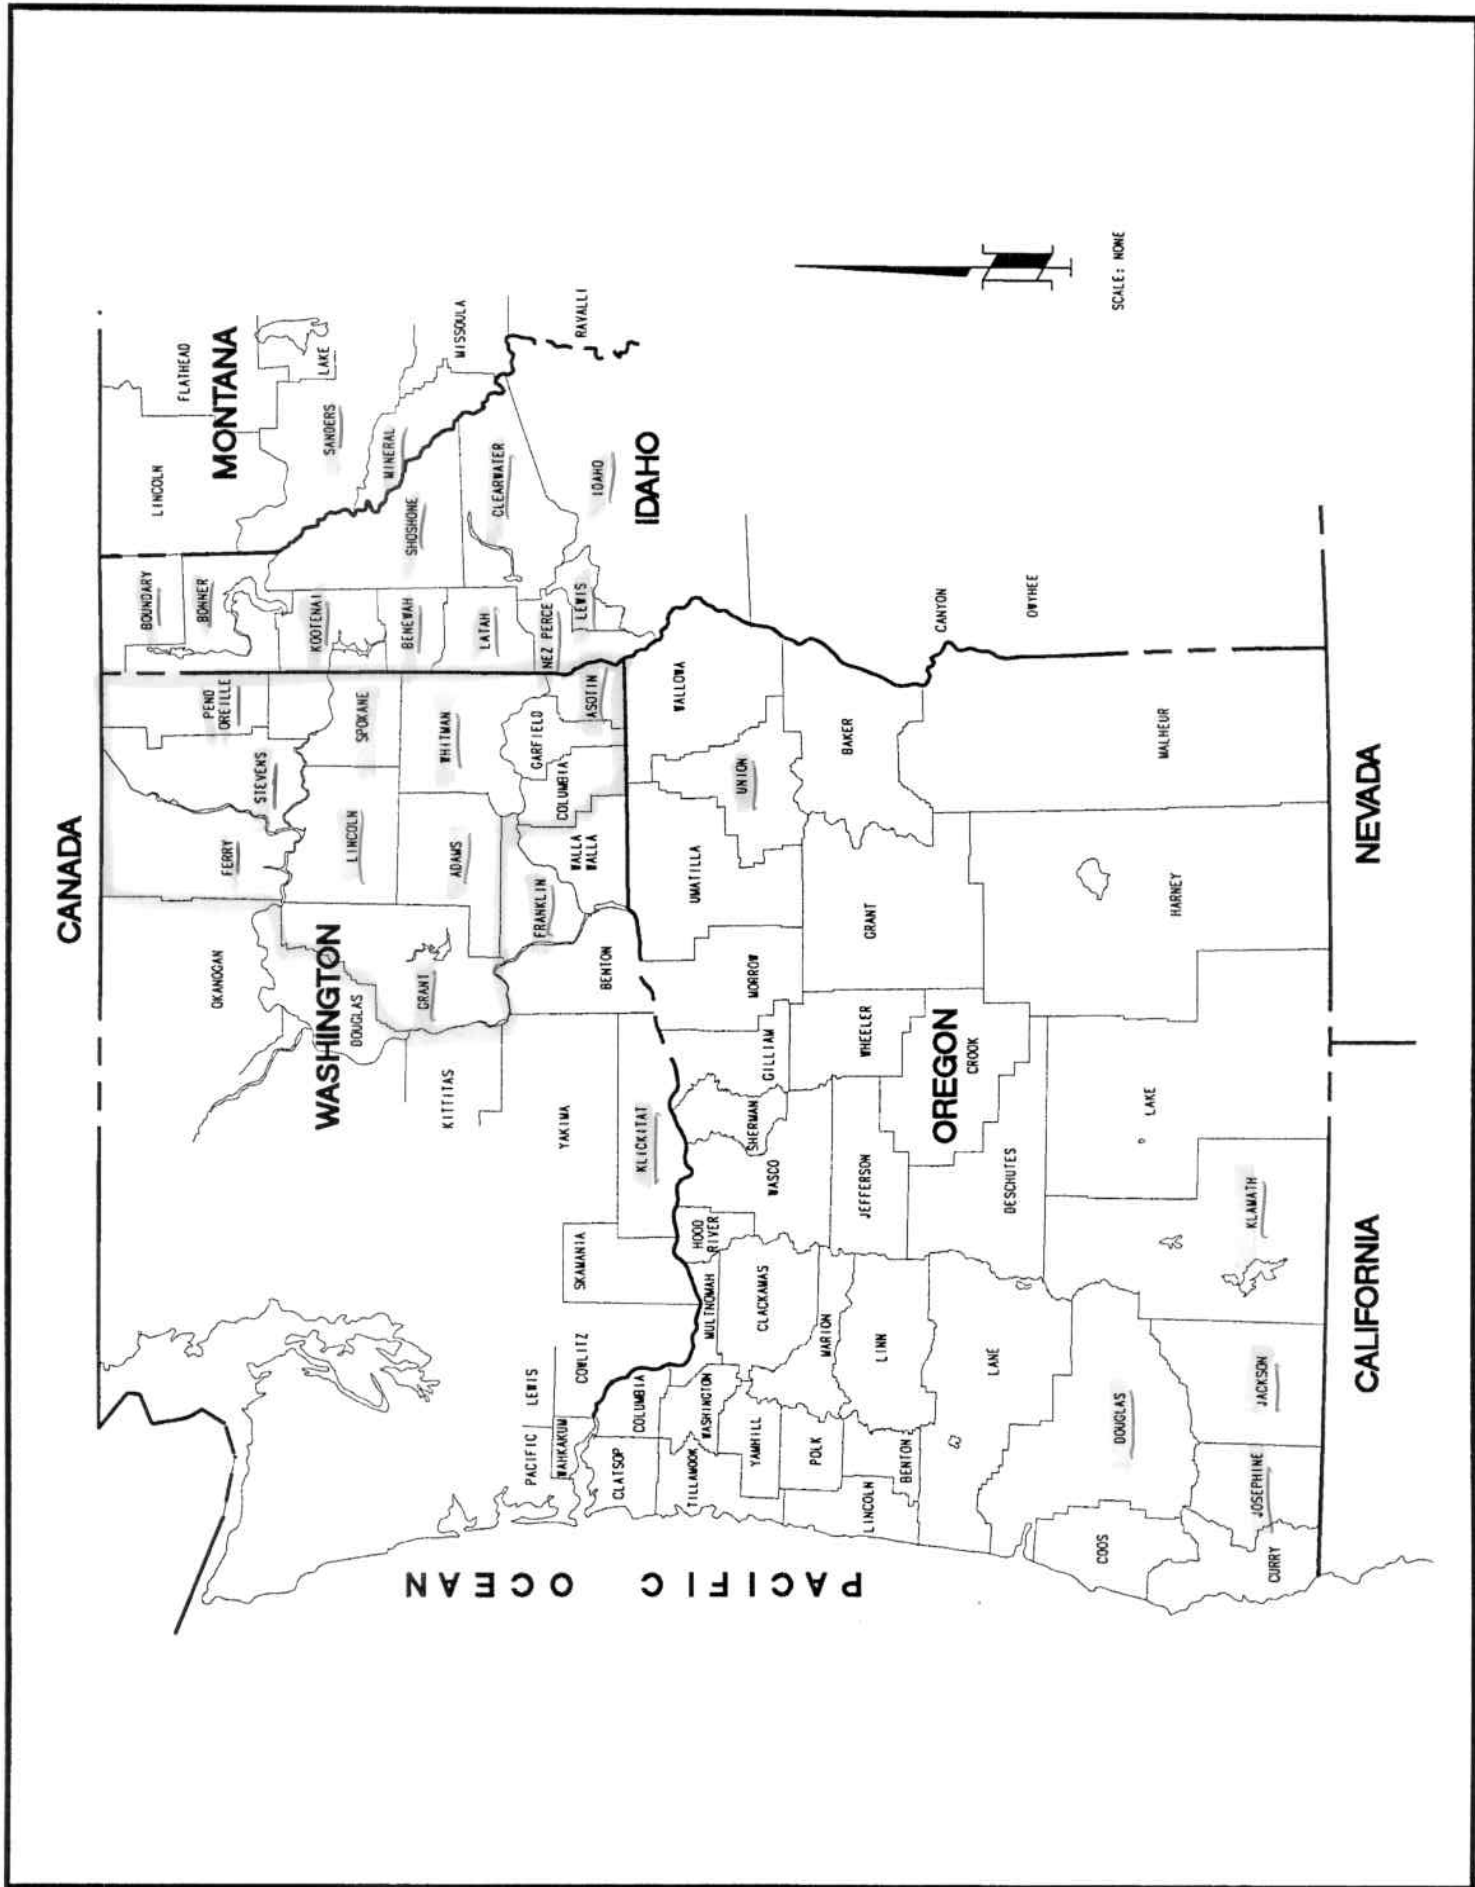 CANADA
WASHINGTON
MONTANA
IDAHO
OREGON
CALIFORNIA
NEVADA
PACIFIC OCEAN
OKANOGAN
FERRY
STEVENS
PEND
OREILLE
BOUNDARY
BONNER
LINCOLN
FLATHEAD
LAKE
SANDERS
MINERAL
MISSOULA
RAVALLI
DOUGLAS
GRANT
LINCOLN
SPOKANE
KOOTENAI
BENEWAH
SHOSHONE
KITTITAS
ADAMS
WHITMAN
LATAH
CLEARWATER
YAKIMA
BENTON
FRANKLIN
WALLA
WALLA
COLUMBIA
GARFIELD
ASOTIN
NEZ PERCE
LEWIS
IDAHO
PACIFIC
LEWIS
WAHKAKUM
COWLITZ
SKAMANIA
KLICKITAT
CLATSOP
COLUMBIA
TILLAMOOK
WASHINGTON
MULTNOMAH
HOOD
RIVER
WASCO
SHERMAN
GILLIAM
MORROW
UMATILLA
UNION
WALLOWA
YAMHILL
CLACKAMAS
POLK
MARION
LINCOLN
BENTON
LINN
JEFFERSON
WHEELER
GRANT
BAKER
CANYON
OWYHEE
LANE
DESCHUTES
CROOK
COOS
DOUGLAS
LAKE
HARNEY
MALHEUR
CURRY
JOSEPHINE
JACKSON
KLAMATH
SCALE: NONE